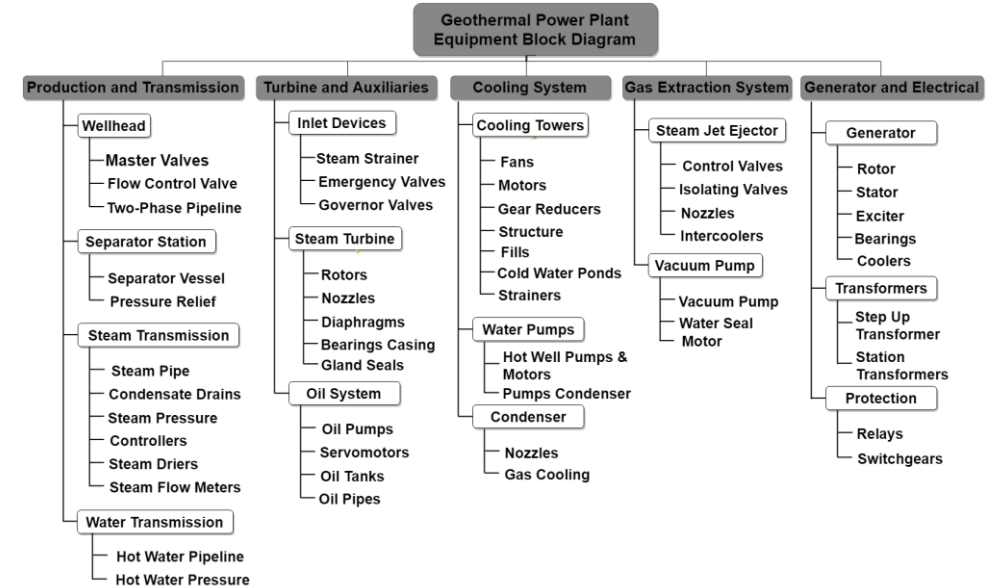 Geothermal Power Plant
Equipment Block Diagram
Production and Transmission
Wellhead
Master Valves
Flow Control Valve
Two-Phase Pipeline
Separator Station
Separator Vessel
Pressure Relief
Steam Transmission
Steam Pipe
Condensate Drains
Steam Pressure
Controllers
Steam Driers
Steam Flow Meters
Water Transmission
Hot Water Pipeline
Hot Water Pressure
Turbine and Auxiliaries
Inlet Devices
Steam Strainer
Emergency Valves
Governor Valves
Steam Turbine
Rotors
Nozzles
Diaphragms
Bearings Casing
Gland Seals
Oil System
Oil Pumps
Servomotors
Oil Tanks
Oil Pipes
Cooling System
Cooling Towers
Fans
Motors
Gear Reducers
Structure
Fills
Cold Water Ponds
Strainers
Water Pumps
Hot Well Pumps &
Motors
Pumps Condenser
Condenser
Nozzles
Gas Cooling
Gas Extraction System
Steam Jet Ejector
Control Valves
Isolating Valves
Nozzles
Intercoolers
Vacuum Pump
Vacuum Pump
Water Seal
Motor
Generator and Electrical
Generator
Rotor
Stator
Exciter
Bearings
Coolers
Transformers
Step Up
Transformer
Station
Transformers
Protection
Relays
Switchgears